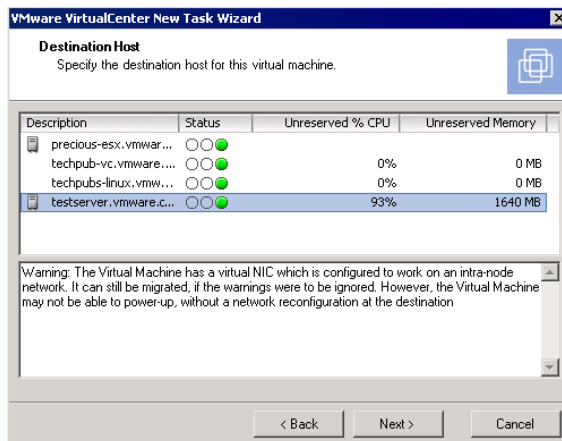 VMware VirtualCenter New Task Wizard
Destination Host
Specify the destination host for this virtual machine.
Description Status Unreserved % CPU Unreserved Memory
precious-esx.vmwar...
techpub-vc.vmware.... 0% 0 MB
techpubs-linux.vmw... 0% 0 MB
testserver.vmware.c... 93% 1640 MB
Warning: The Virtual Machine has a virtual NIC which is configured to work on an intra-node
network. It can still be migrated, if the warnings were to be ignored. However, the Virtual Machine
may not be able to power-up, without a network reconfiguration at the destination
< Back Next > Cancel